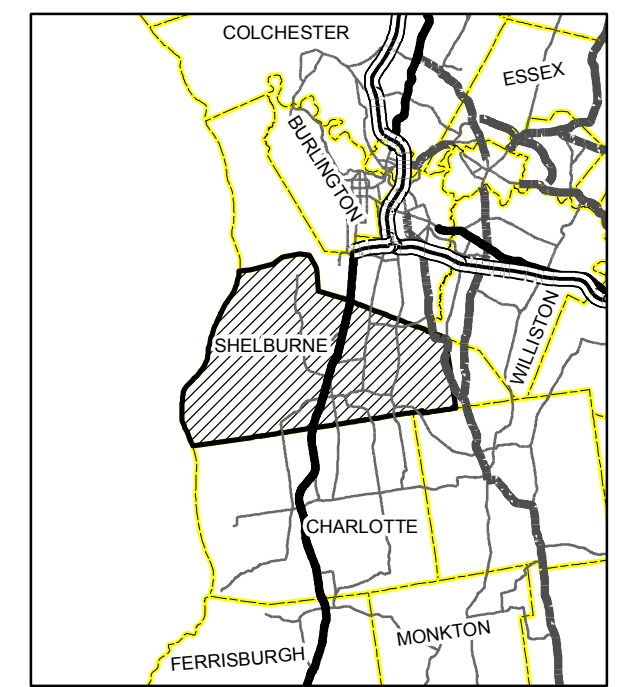 COLCHESTER
ESSEX
BURLINGTON
SHELBURNE
WILLISTON
CHARLOTTE
MONKTON
FERRISBURGH